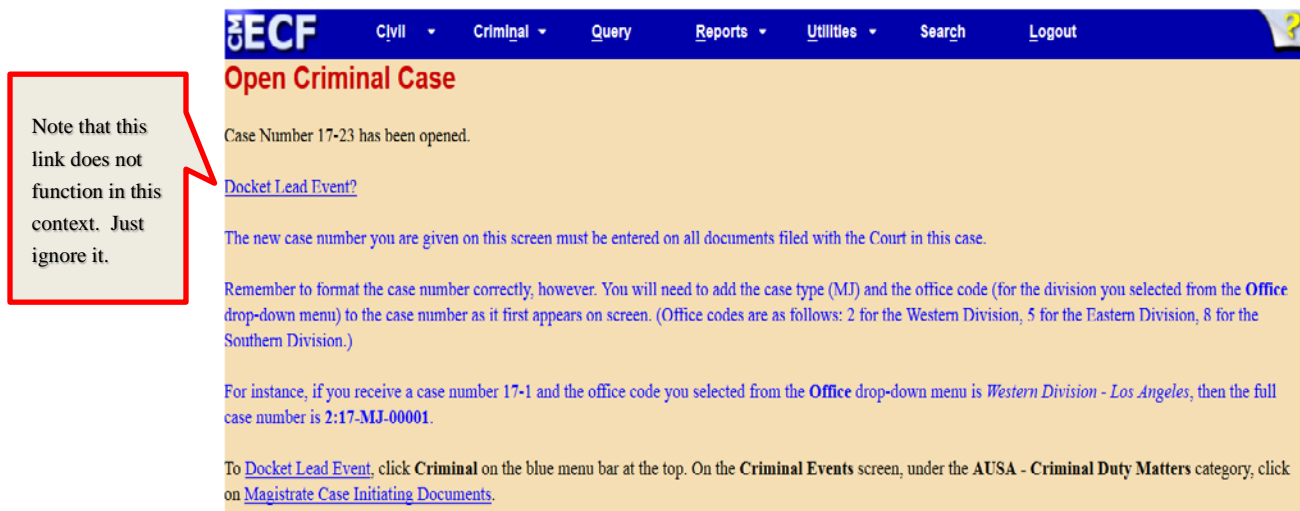 CM ECF Civil Criminal Query Reports Utilities Search Logout ?
Open Criminal Case
Note that this
link does not
function in this
context. Just
ignore it.
Case Number 17-23 has been opened.
Docket Lead Event?
The new case number you are given on this screen must be entered on all documents filed with the Court in this case.
Remember to format the case number correctly, however. You will need to add the case type (MJ) and the office code (for the division you selected from the Office
drop-down menu) to the case number as it first appears on screen. (Office codes are as follows: 2 for the Western Division, 5 for the Eastern Division, 8 for the
Southern Division.)
For instance, if you receive a case number 17-1 and the office code you selected from the Office drop-down menu is Western Division - Los Angeles, then the full
case number is 2:17-MJ-00001.
To Docket Lead Event, click Criminal on the blue menu bar at the top. On the Criminal Events screen, under the AUSA - Criminal Duty Matters category, click
on Magistrate Case Initiating Documents.